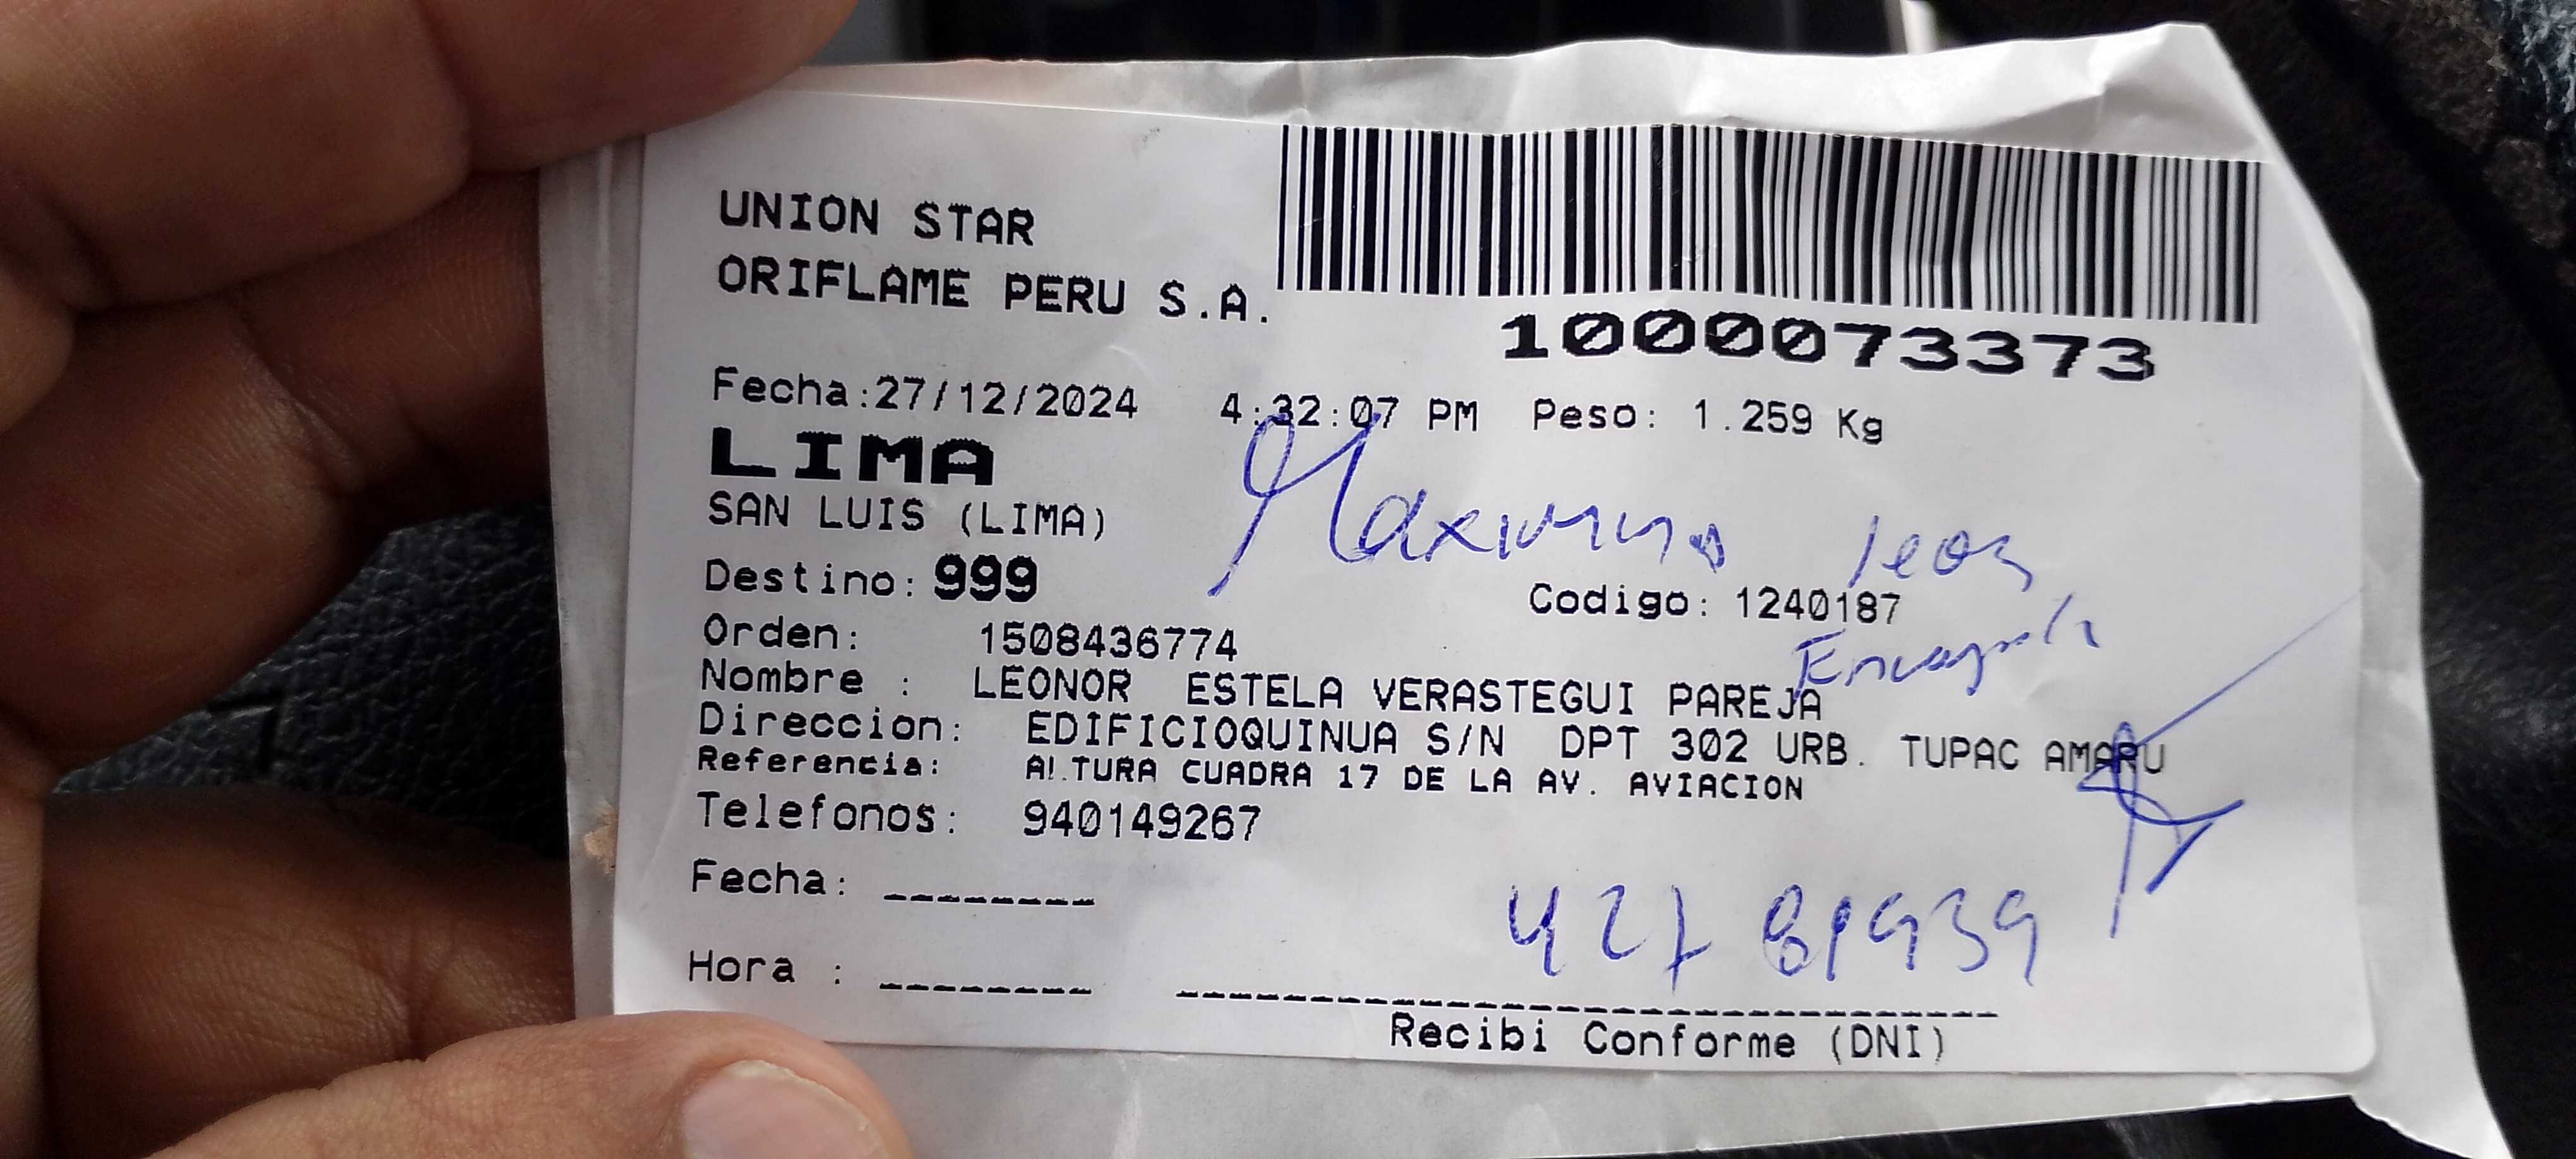 UNION STAR
ORIFLAME PERU S.A.
1000073373
Fecha:27/12/2024 4:32:07 PM Peso: 1.259 Kg
LIMA
SAN LUIS (LIMA)
Maximo leon
Destino: 999 Codigo: 1240187
Orden: 1508436774
Nombre : LEONOR ESTELA VERASTEGUI PAREJA
Direccion: EDIFICIOQUINUA S/N DPT 302 URB. TUPAC AMARU
Referencia: ALTURA CUADRA 17 DE LA AV. AVIACION
Telefonos: 940149267
Fecha: --------
Hora : --------
Recibi Conforme (DNI)